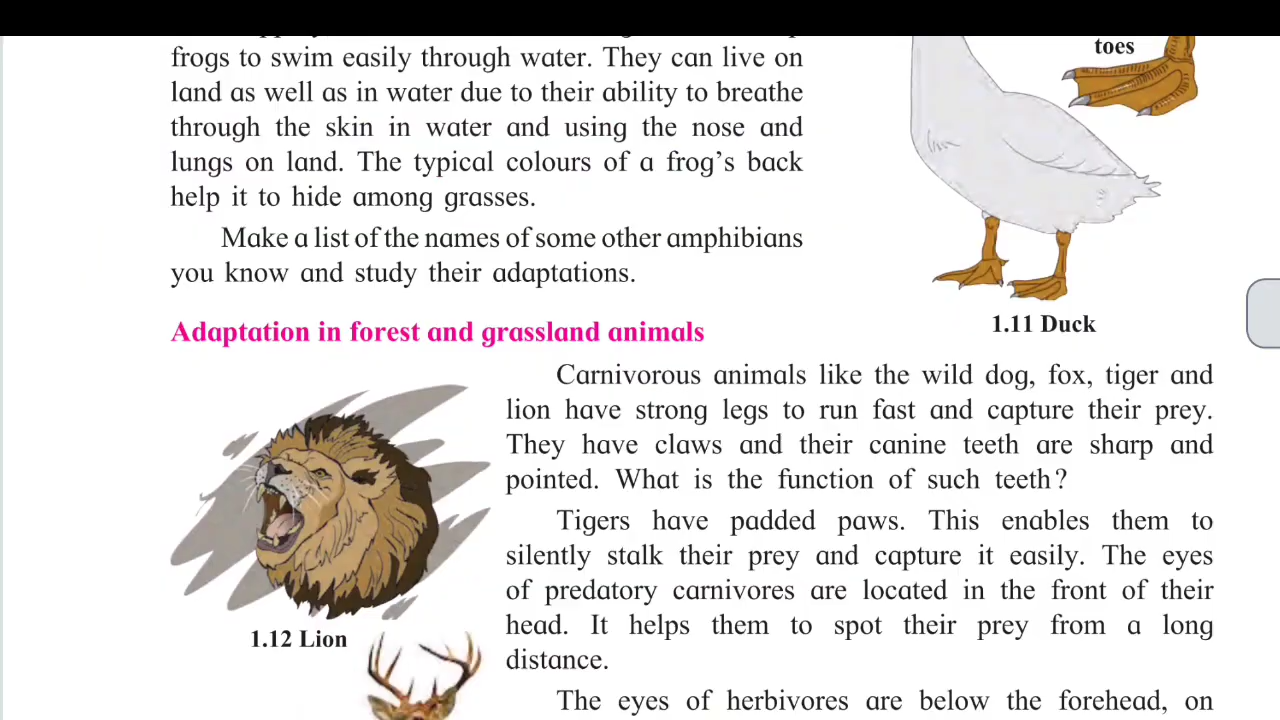 frogs to swim easily through water. They can live on
land as well as in water due to their ability to breathe
through the skin in water and using the nose and
lungs on land. The typical colours of a frog's back
help it to hide among grasses.
Make a list of the names of some other amphibians
you know and study their adaptations.
toes
1.11 Duck
Adaptation in forest and grassland animals
Carnivorous animals like the wild dog, fox, tiger and
lion have strong legs to run fast and capture their prey.
They have claws and their canine teeth are sharp and
pointed. What is the function of such teeth?
Tigers have padded paws. This enables them to
silently stalk their prey and capture it easily. The eyes
of predatory carnivores are located in the front of their
head. It helps them to spot their prey from a long
distance.
1.12 Lion
The eyes of herbivores are below the forehead, on